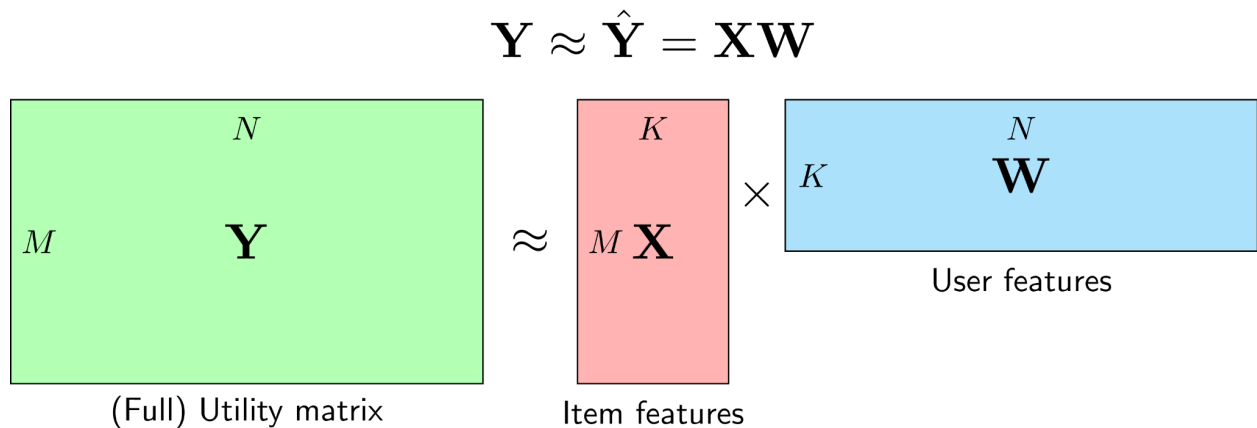 Y ≈ Ŷ = XW
N
K
N
K
W
×
M
Y
≈
M
X
User features
(Full) Utility matrix
Item features